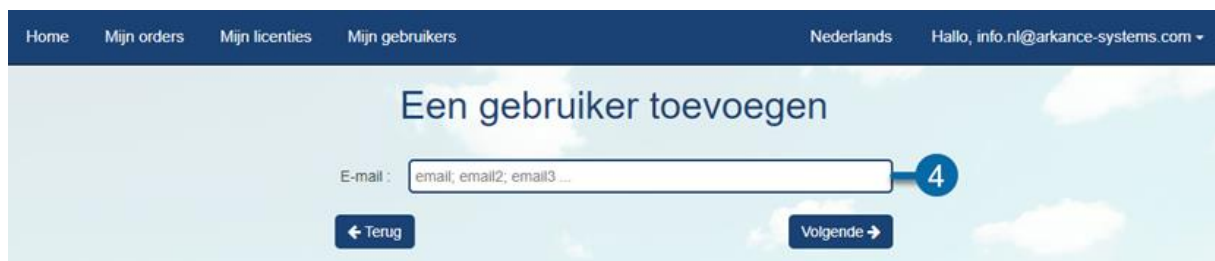 Home Mijn orders Mijn licenties Mijn gebruikers Nederlands Hallo, info.nl@arkance-systems.com
Een gebruiker toevoegen
E-mail : email; email2; email3 ... 4
Terug Volgende